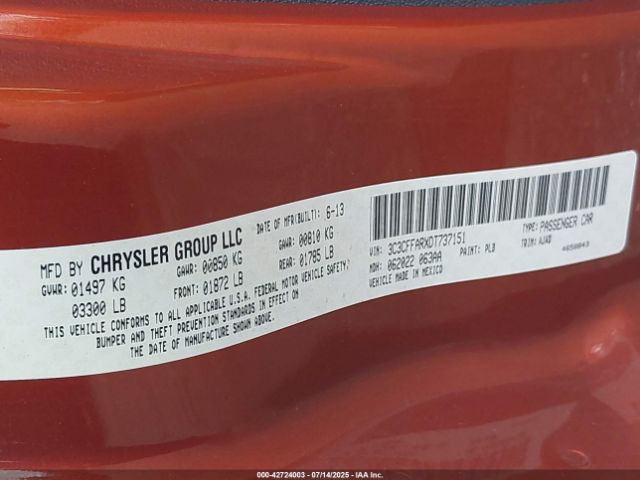 MFD BY CHRYSLER GROUP LLC
DATE OF MFR(BUILT): 6-13
GVWR: 01497 KG GAWR: 00850 KG GAWR: 00810 KG
03300 LB FRONT: 01872 LB REAR: 01785 LB
THIS VEHICLE CONFORMS TO ALL APPLICABLE U.S.A. FEDERAL MOTOR VEHICLE SAFETY,
BUMPER AND THEFT PREVENTION STANDARDS IN EFFECT ON
THE DATE OF MANUFACTURE SHOWN ABOVE.
VIN: 3C3CFFARXDT737151 TYPE: PASSENGER CAR
MDH: 062022 063AA PAINT: PLB TRIM: AJAB
VEHICLE MADE IN MEXICO
000-42724003 - 07/14/2025 - IAA Inc.